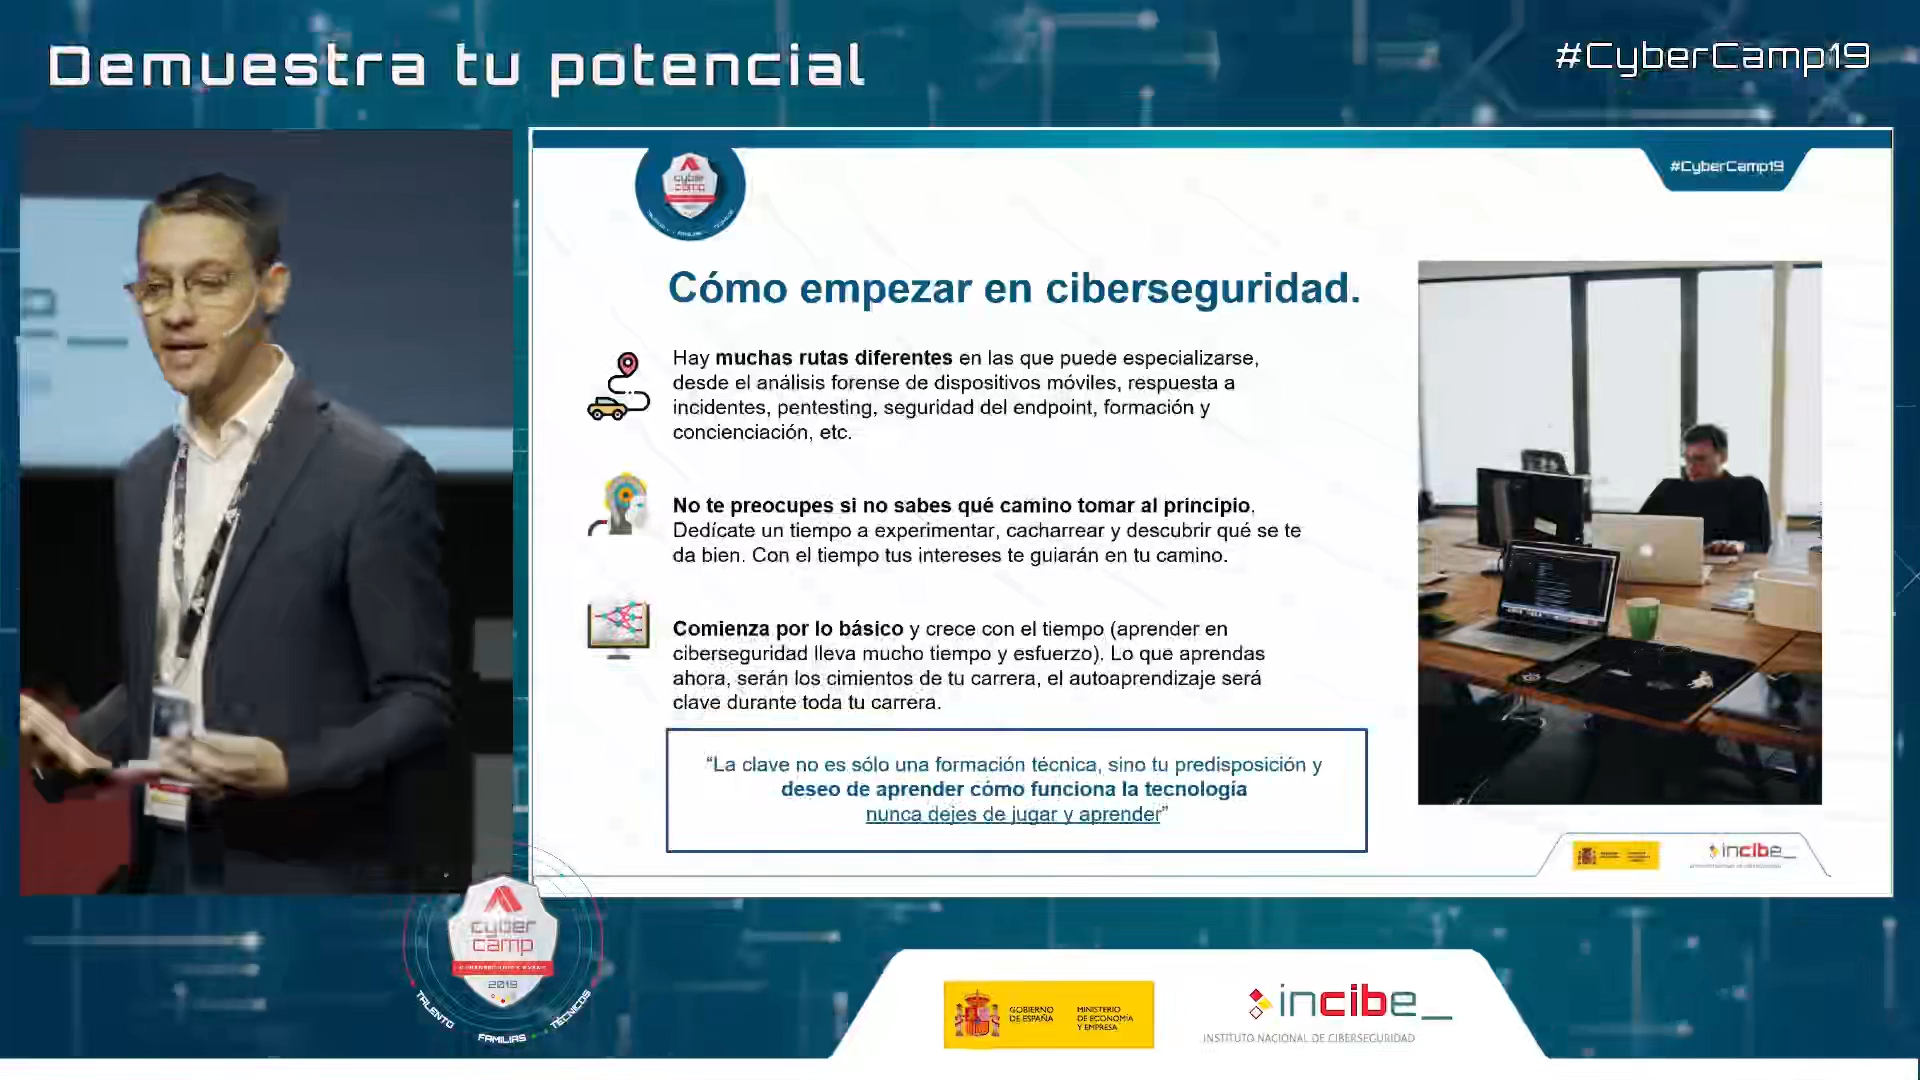 Demuestra tu potencial
#CyberCamp19
#CyberCamp19
cyber
camp
Cómo empezar en ciberseguridad.
Hay muchas rutas diferentes en las que puede especializarse,
desde el análisis forense de dispositivos móviles, respuesta a
incidentes, pentesting, seguridad del endpoint, formación y
concienciación, etc.
No te preocupes si no sabes qué camino tomar al principio.
Dedícate un tiempo a experimentar, cacharrear y descubrir qué se te
da bien. Con el tiempo tus intereses te guiarán en tu camino.
Comienza por lo básico y crece con el tiempo (aprender en
ciberseguridad lleva mucho tiempo y esfuerzo). Lo que aprendas
ahora, serán los cimientos de tu carrera, el autoaprendizaje será
clave durante toda tu carrera.
“La clave no es sólo una formación técnica, sino tu predisposición y
deseo de aprender cómo funciona la tecnología
nunca dejes de jugar y aprender”
incibe_
cyber
camp
2019
TALENTO
FAMILIAS
TÉCNICOS
GOBIERNO
DE ESPAÑA
MINISTERIO
DE ECONOMÍA
Y EMPRESA
incibe_
INSTITUTO NACIONAL DE CIBERSEGURIDAD